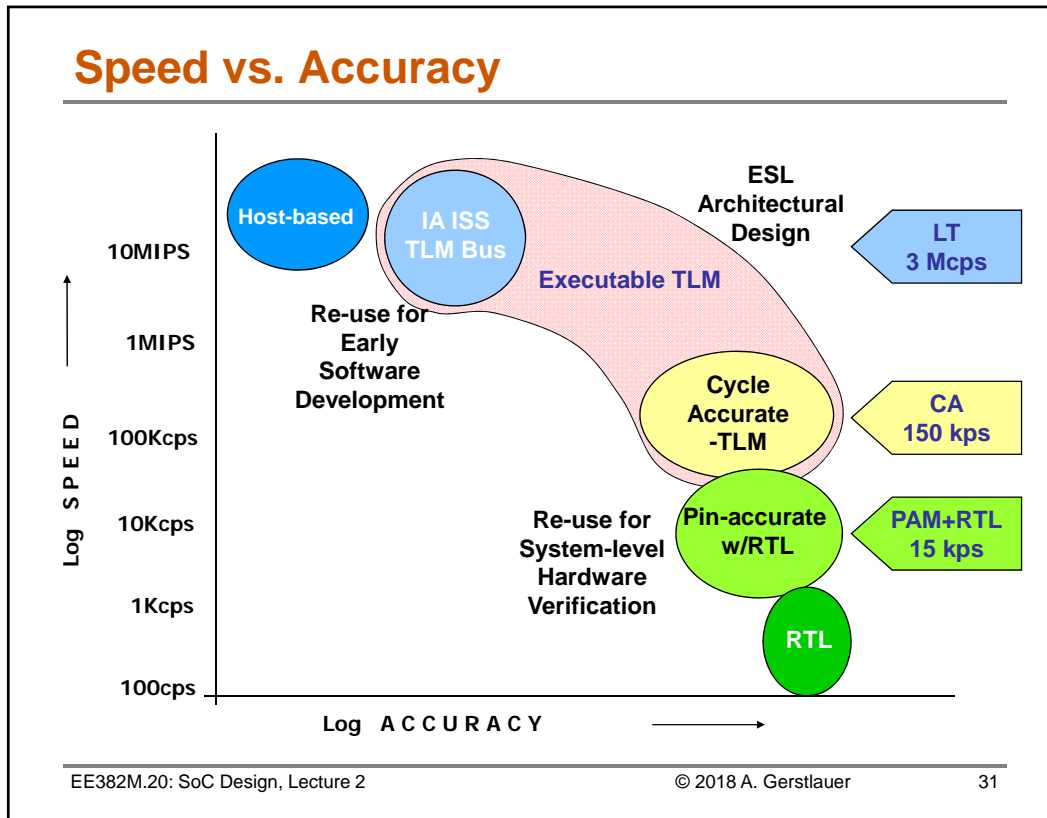 Speed vs. Accuracy
Host-based
IA ISS
TLM Bus
Executable TLM
ESL
Architectural
Design
LT
3 Mcps
Re-use for
Early
Software
Development
Cycle
Accurate
-TLM
CA
150 kps
Re-use for
System-level
Hardware
Verification
Pin-accurate
w/RTL
PAM+RTL
15 kps
RTL
10MIPS
1MIPS
100Kcps
10Kcps
1Kcps
100cps
Log SPEED
Log ACCURACY
EE382M.20: SoC Design, Lecture 2
© 2018 A. Gerstlauer
31